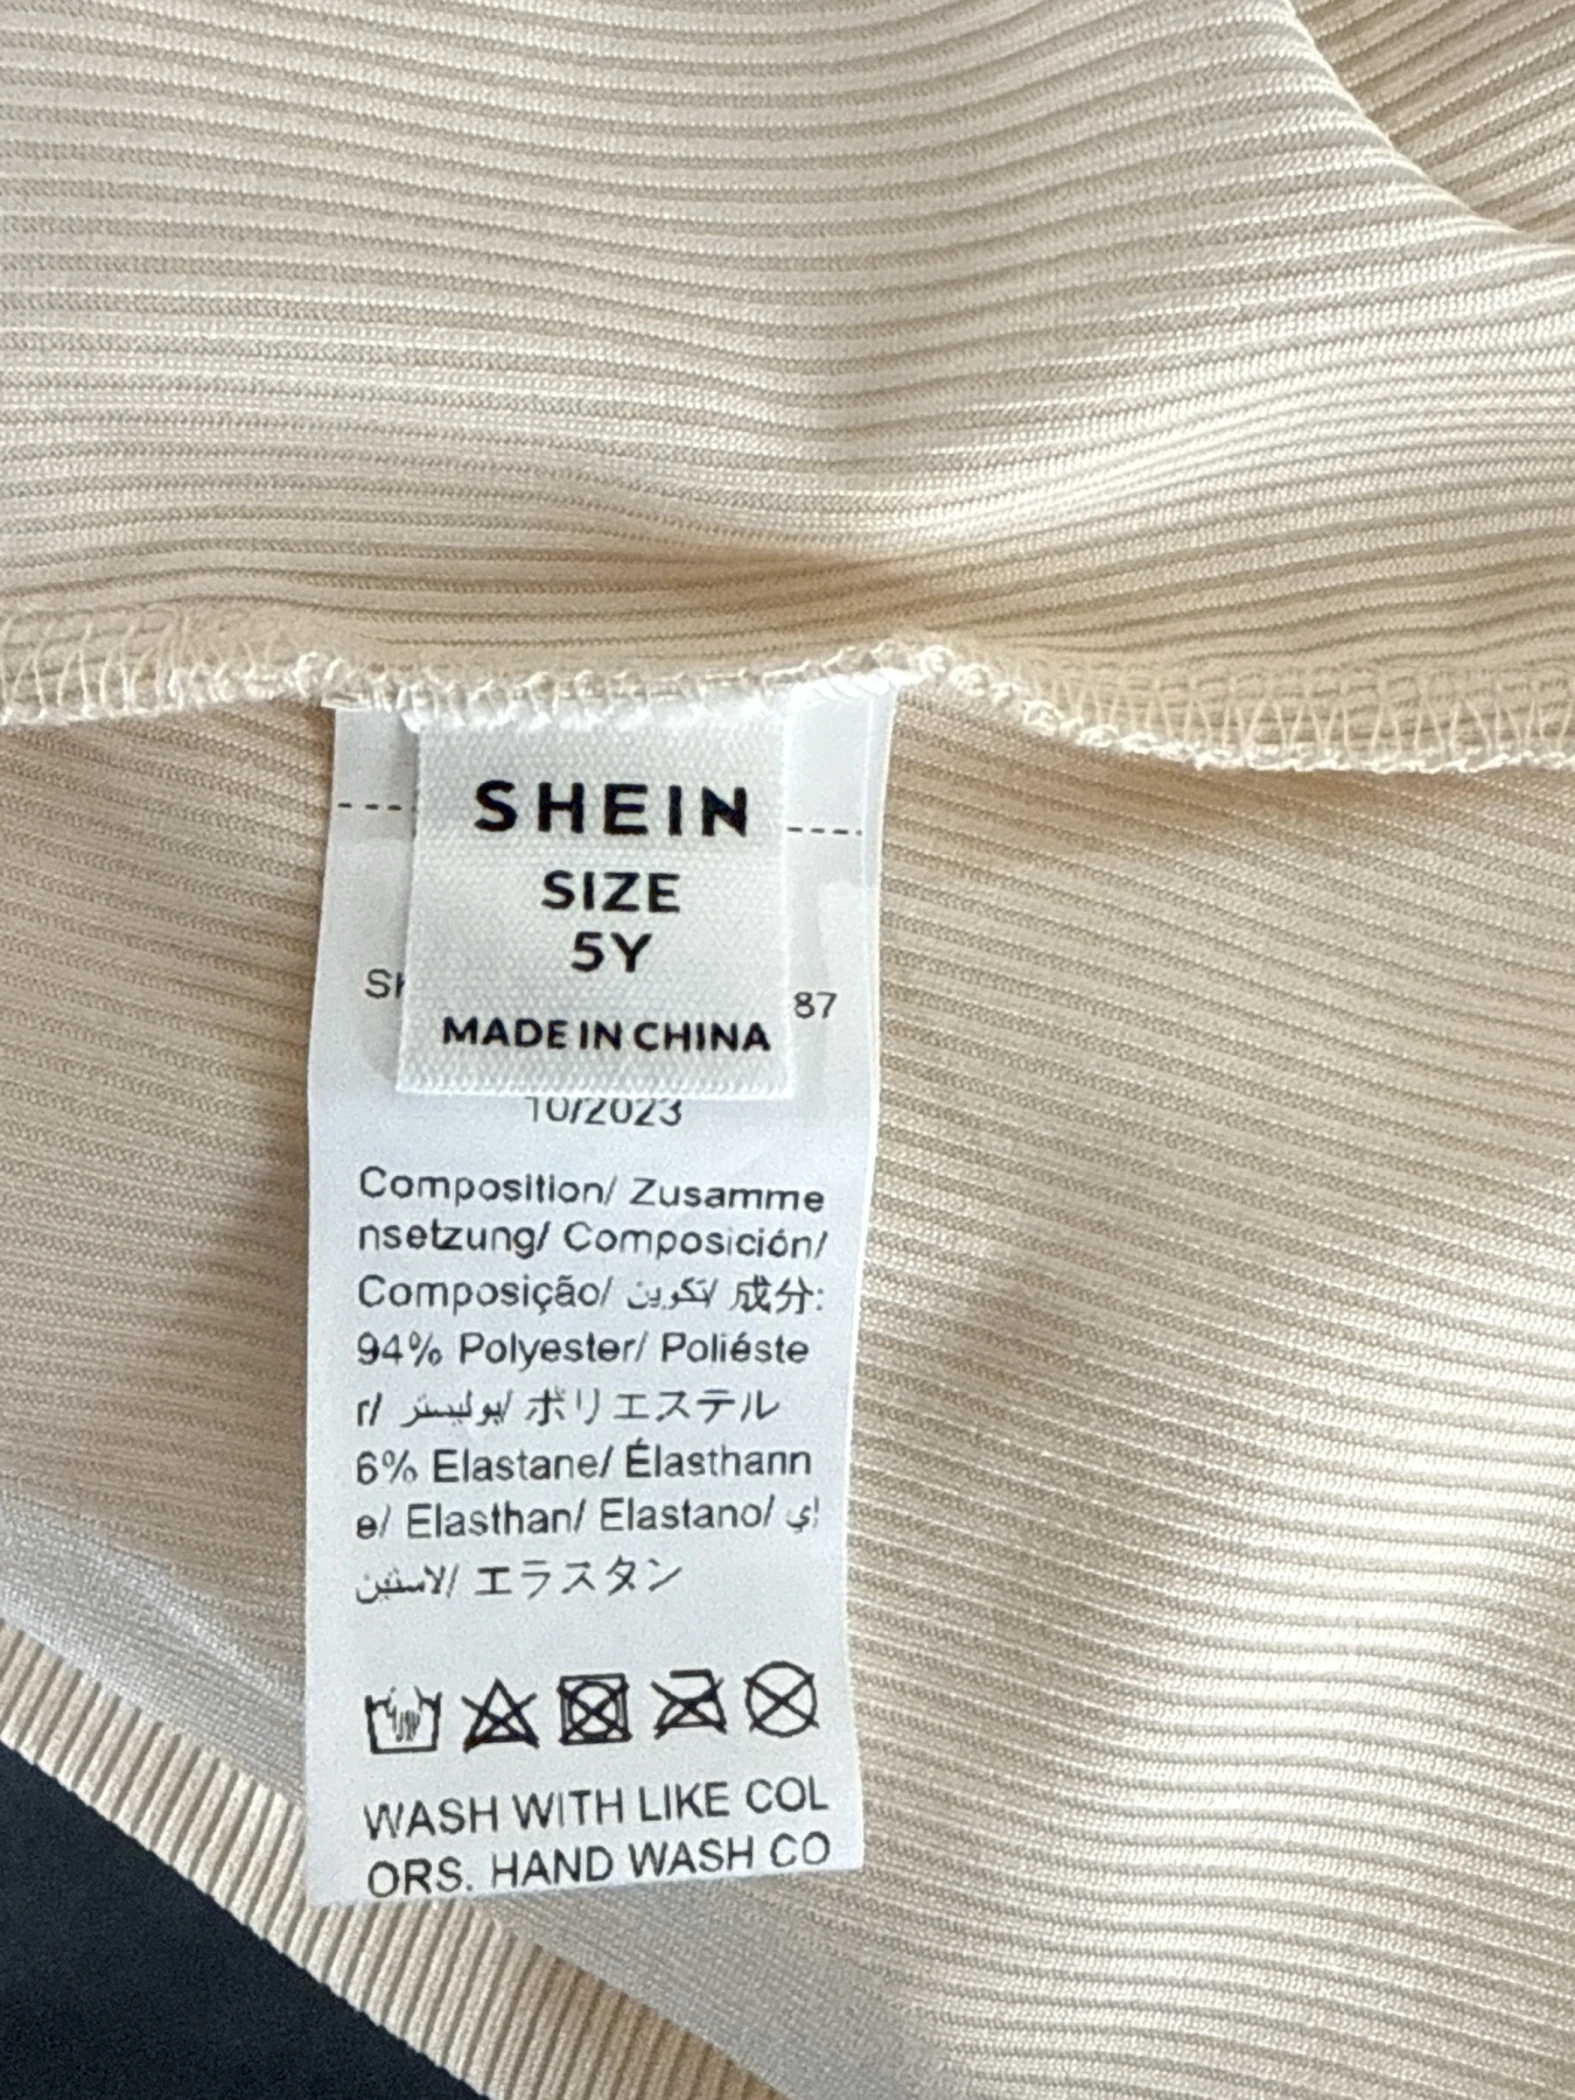 SHEIN
SIZE
5Y
MADE IN CHINA
87
10/2023
Composition/ Zusamme
nsetzung/ Composición/
Composição/ تكوين/ 成分:
94% Polyester/ Poliéste
r/ بوليستر/ ポリエステル
6% Elastane/ Élasthann
e/ Elasthan/ Elastano/ إي
لاستين/ エラスタン
WASH WITH LIKE COL
ORS. HAND WASH CO